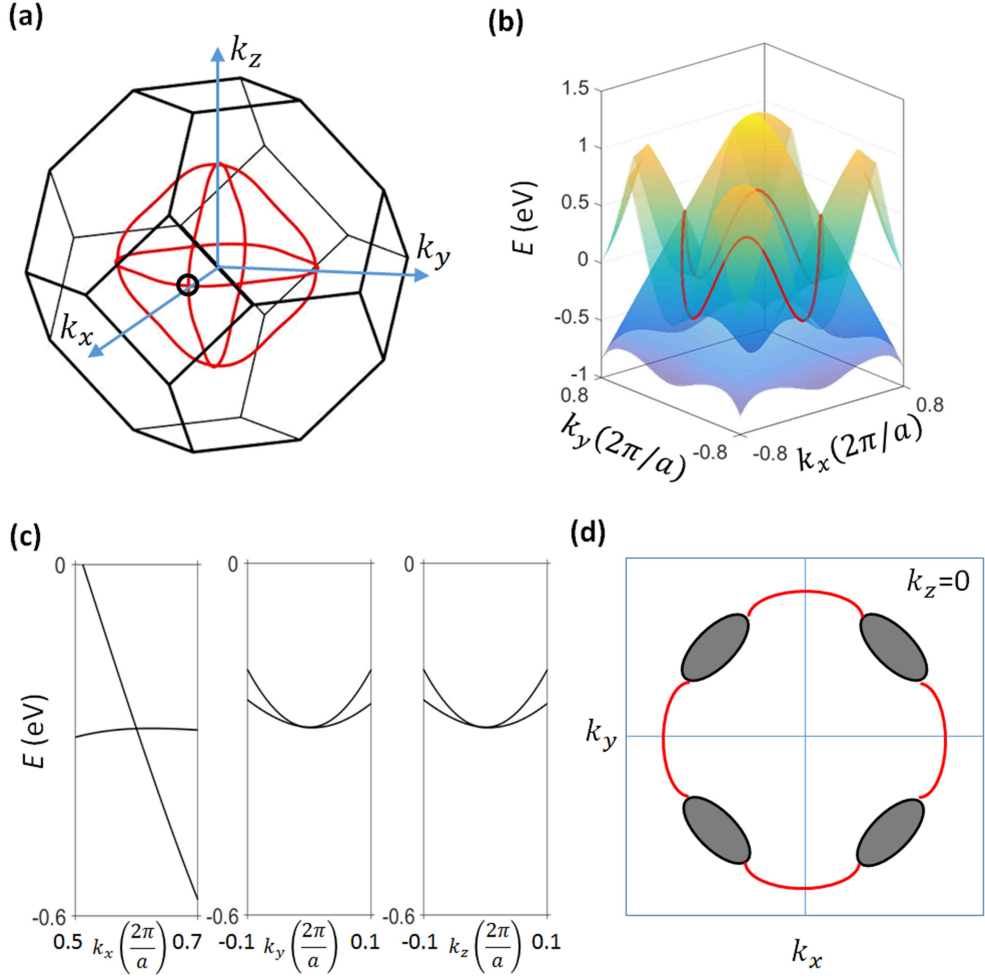 (a)
k_z
k_y
k_x
(b)
1.5
1
0.5
0
-0.5
-1
E (eV)
0.8
-0.8
k_y(2π/a)
-0.8
0.8
k_x(2π/a)
(c)
0
-0.6
E (eV)
0.5 k_x(2π/a) 0.7
0
-0.6
-0.1 k_y(2π/a) 0.1
0
-0.6
-0.1 k_z(2π/a) 0.1
(d)
k_z=0
k_y
k_x